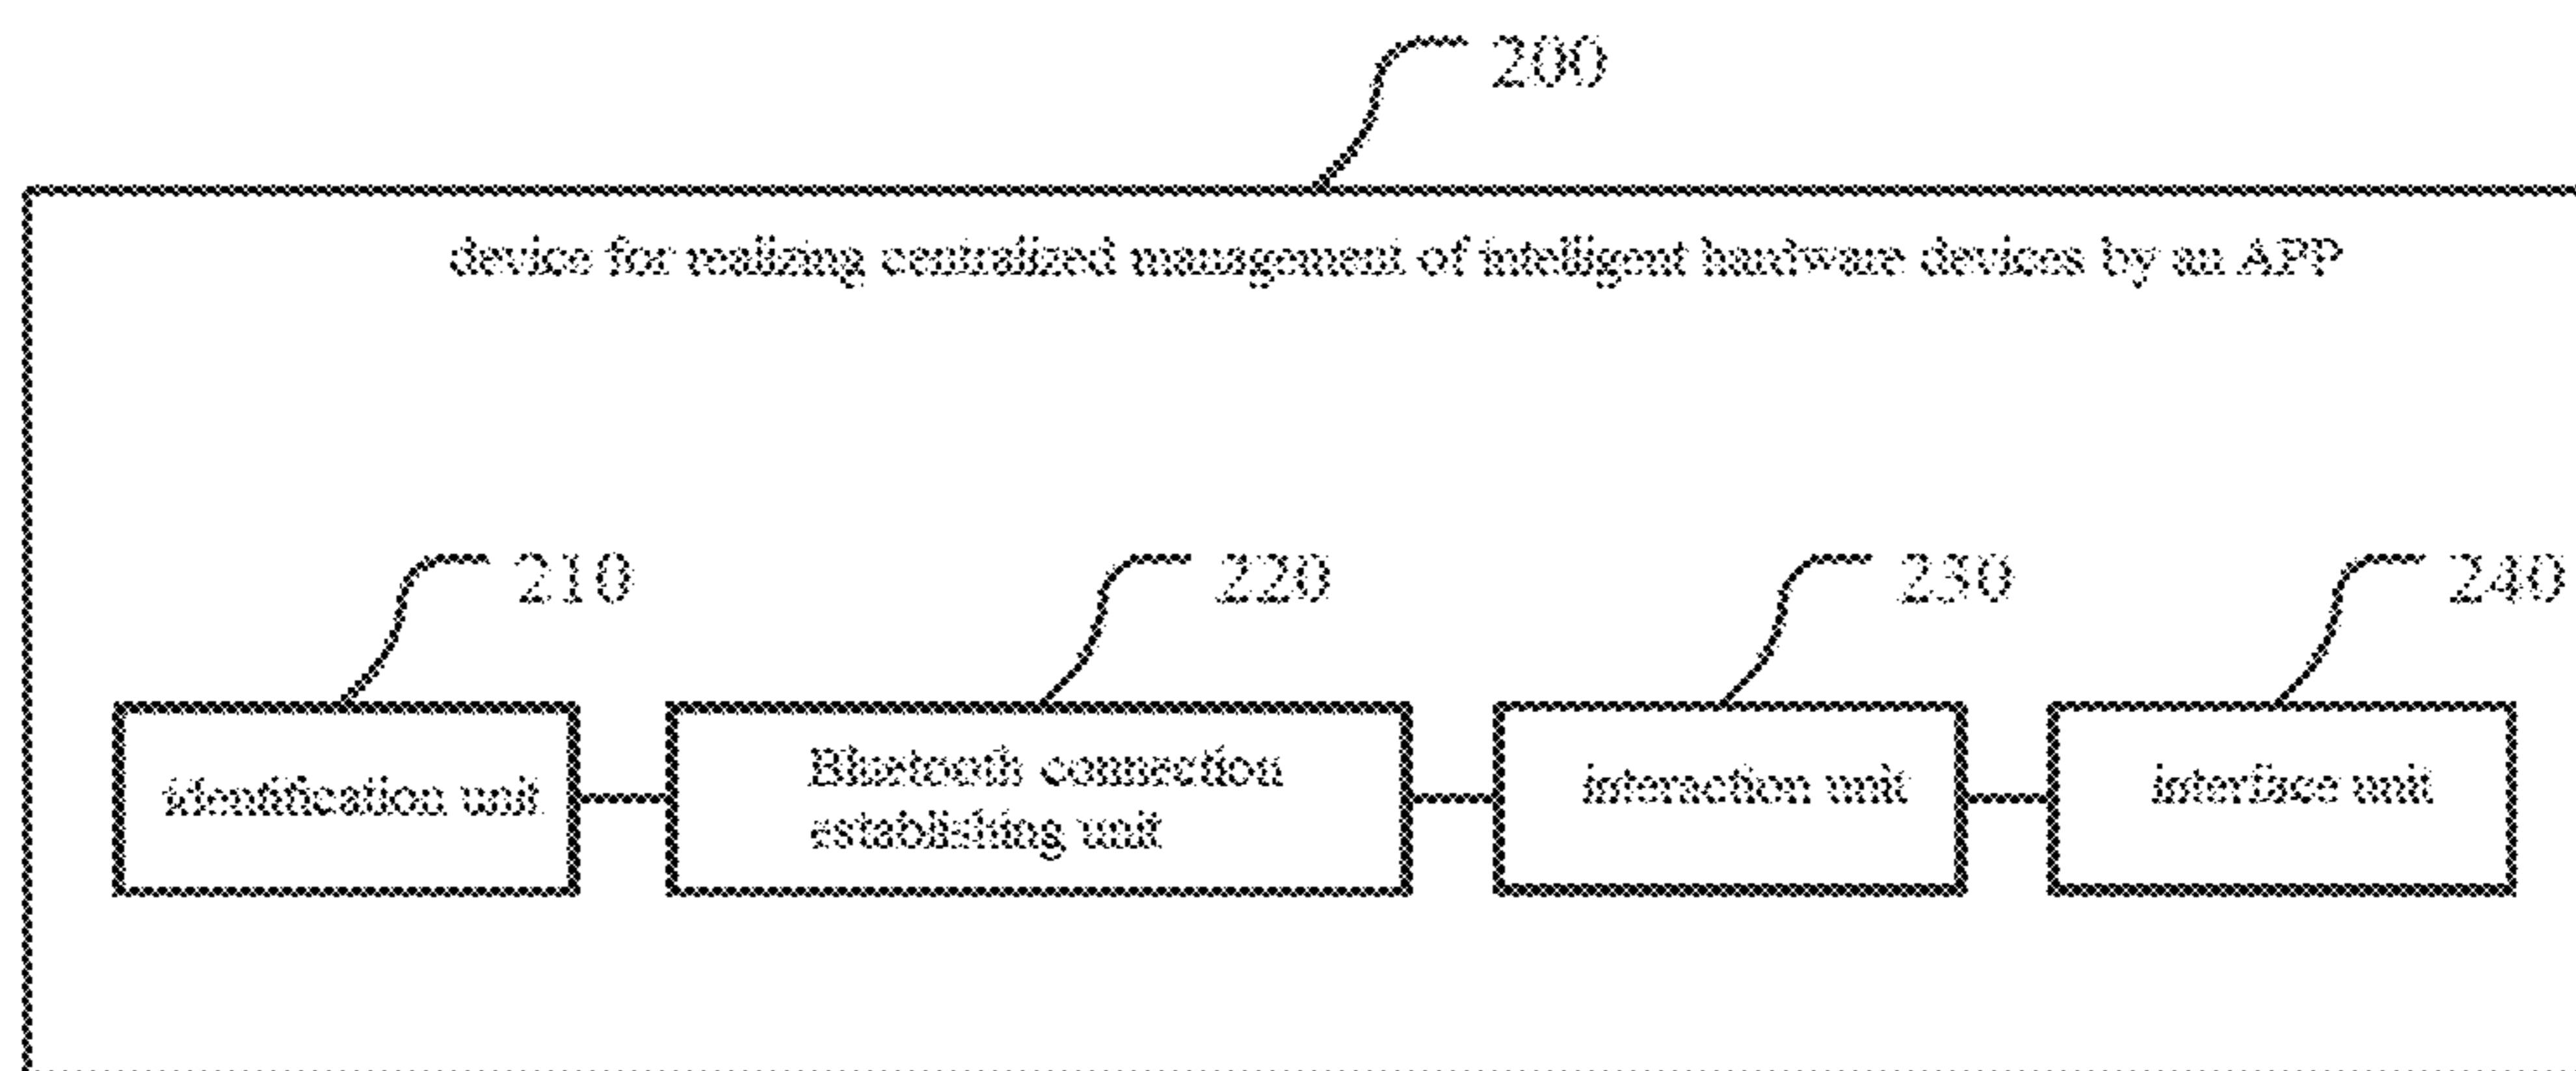 200
device for realizing centralized management of intelligent hardware devices by an APP
210
220
230
240
identification unit
Bluetooth connection
establishing unit
interaction unit
interface unit